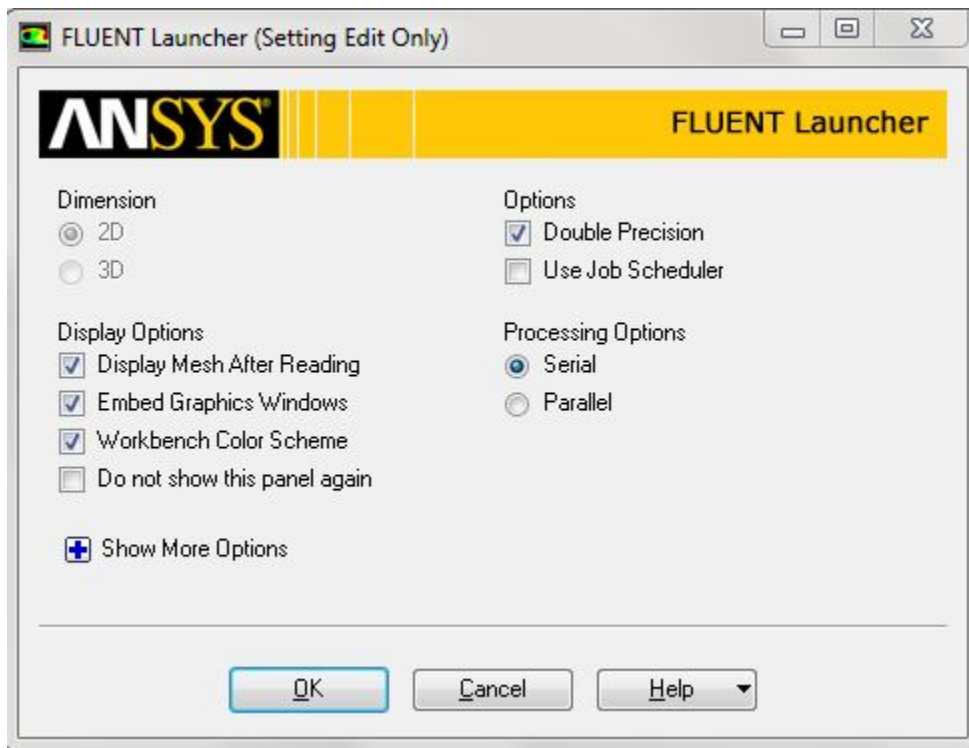 FLUENT Launcher (Setting Edit Only)
ANSYS®
FLUENT Launcher
Dimension
2D
3D
Options
Double Precision
Use Job Scheduler
Display Options
Display Mesh After Reading
Embed Graphics Windows
Workbench Color Scheme
Do not show this panel again
Processing Options
Serial
Parallel
Show More Options
OK
Cancel
Help